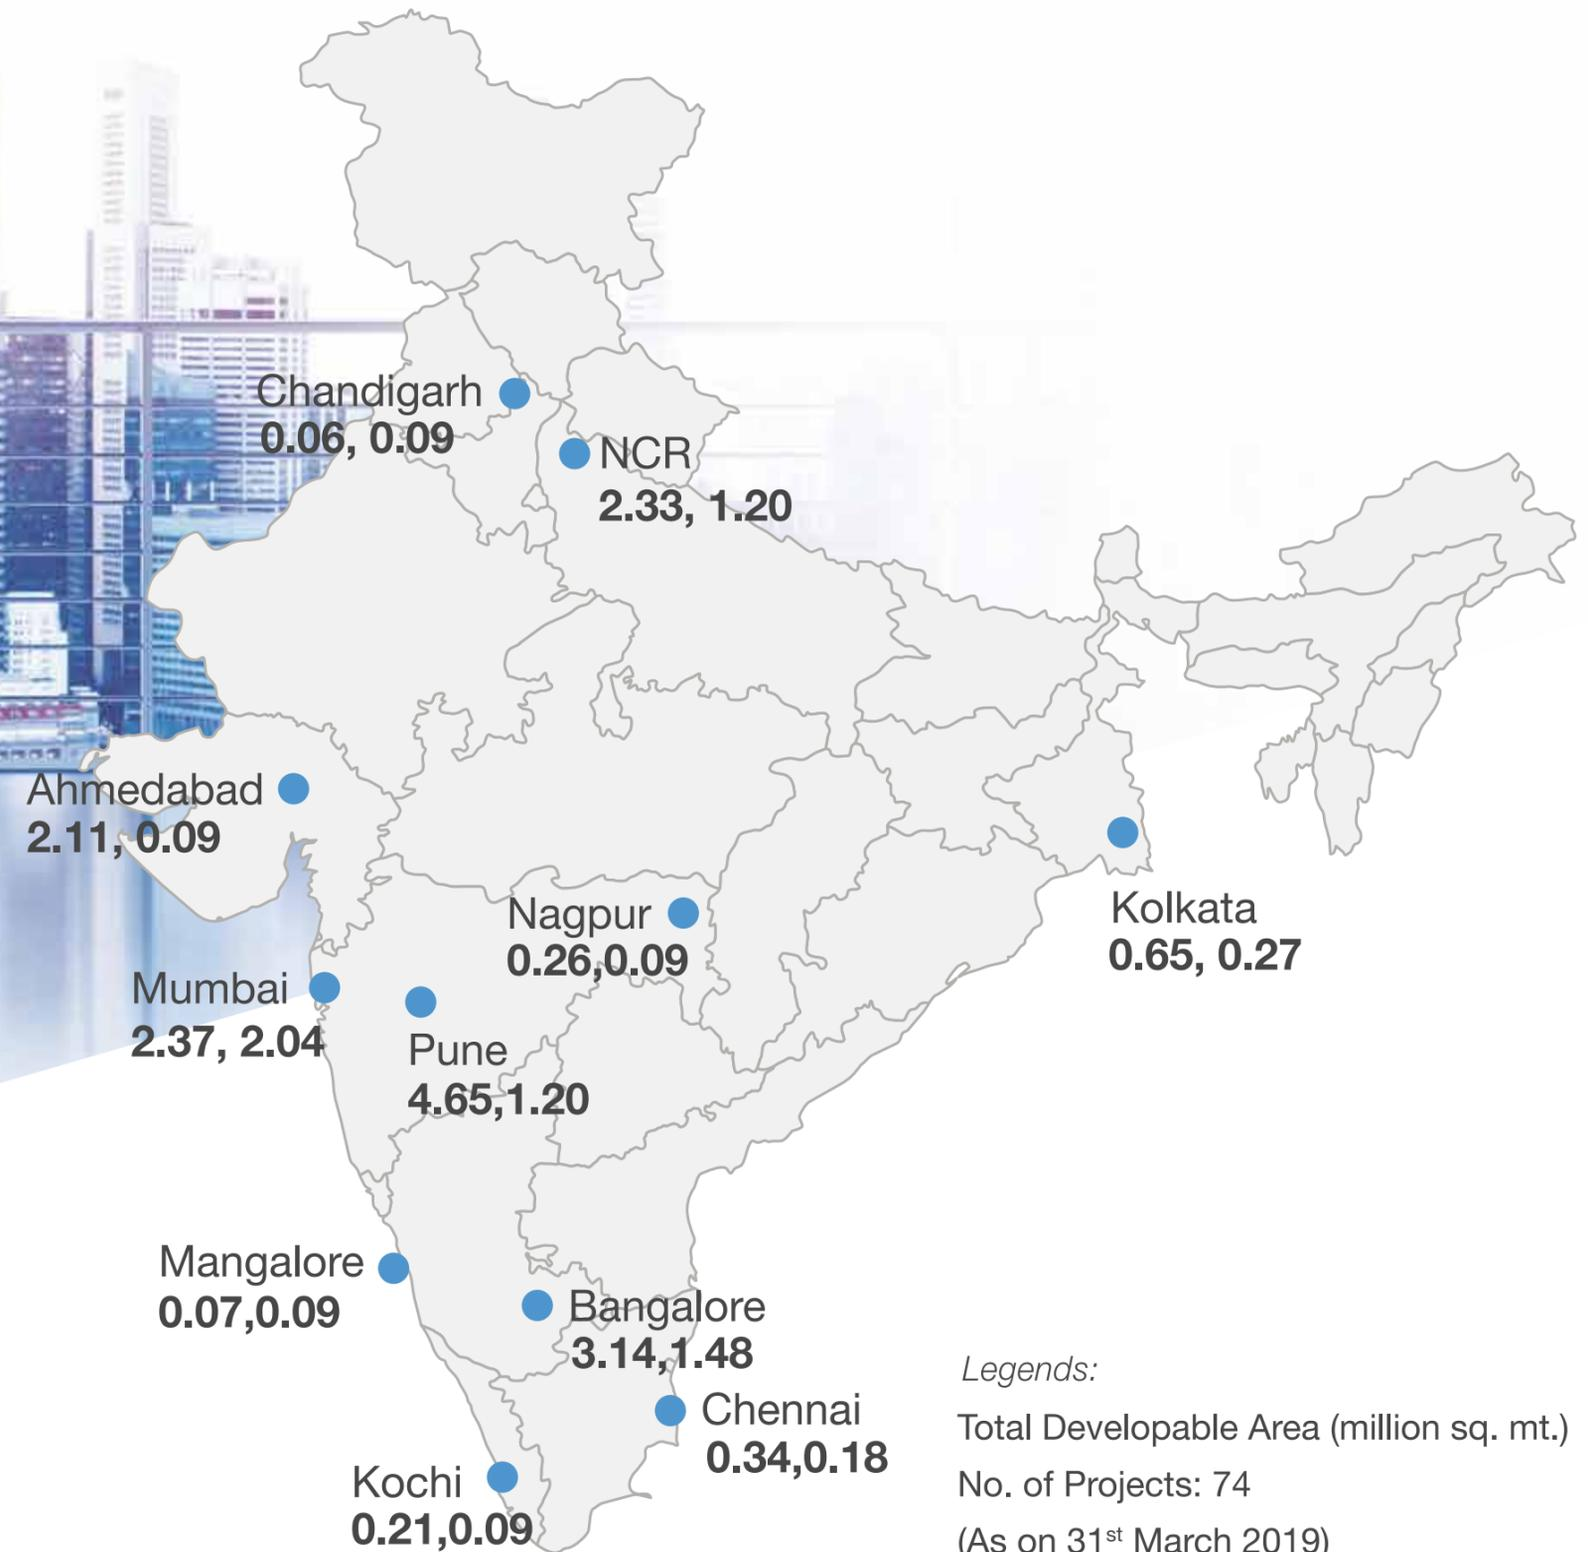 Chandigarh
0.06, 0.09
NCR
2.33, 1.20
Ahmedabad
2.11, 0.09
Nagpur
0.26,0.09
Kolkata
0.65, 0.27
Mumbai
2.37, 2.04
Pune
4.65,1.20
Mangalore
0.07,0.09
Bangalore
3.14,1.48
Chennai
0.34,0.18
Kochi
0.21,0.09
Legends:
Total Developable Area (million sq. mt.)
No. of Projects: 74
(As on 31st March 2019)